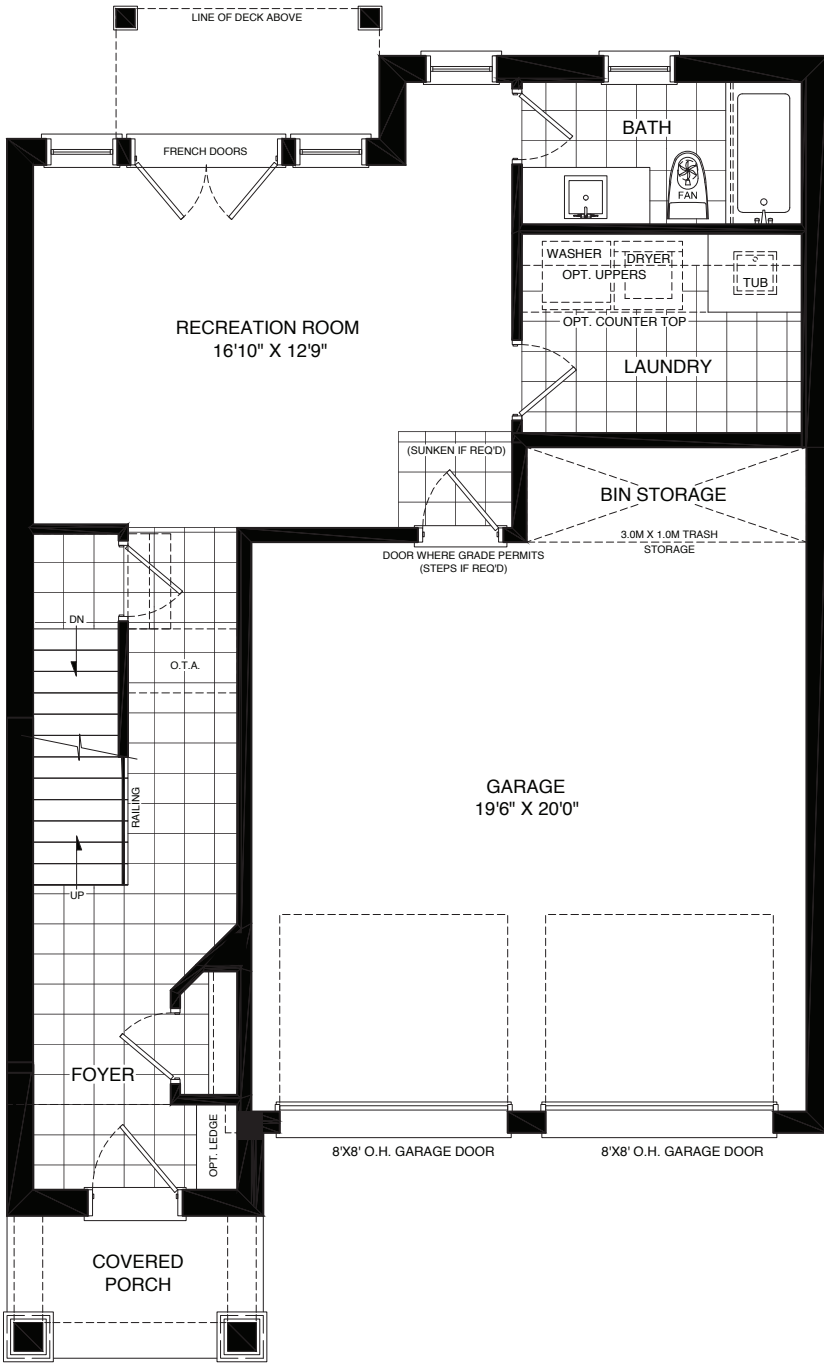 LINE OF DECK ABOVE
FRENCH DOORS
BATH
FAN
WASHER
DRYER
OPT. UPPERS
TUB
OPT. COUNTER TOP
RECREATION ROOM
16'10" X 12'9"
LAUNDRY
(SUNKEN IF REQ'D)
BIN STORAGE
3.0M X 1.0M TRASH
STORAGE
DOOR WHERE GRADE PERMITS
(STEPS IF REQ'D)
DN
O.T.A.
GARAGE
19'6" X 20'0"
RAILING
UP
FOYER
OPT. LEDGE
8'X8' O.H. GARAGE DOOR
8'X8' O.H. GARAGE DOOR
COVERED
PORCH